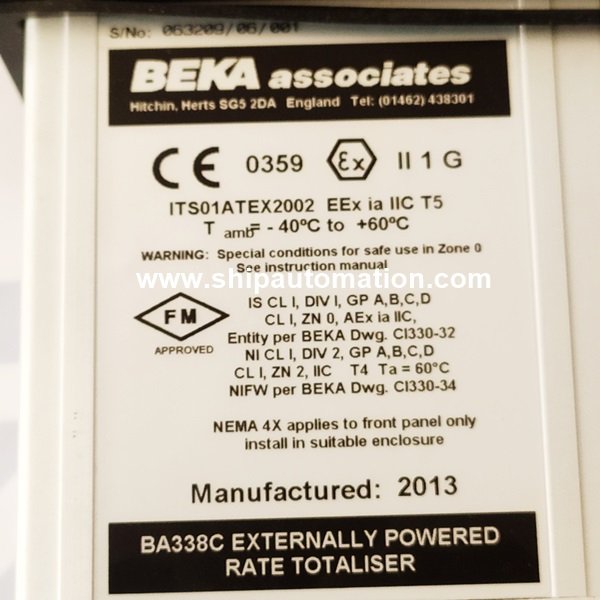 S/No: 063209/06/001
BEKA associates
Hitchin, Herts SG5 2DA England Tel: (01462) 438301
CE 0359 Ex II 1 G
ITS01ATEX2002 EEx ia IIC T5
T amb= - 40ºC to +60ºC
WARNING: Special conditions for safe use in Zone 0
See instruction manual
www.shipautomation.com
IS CL I, DIV I, GP A,B,C,D
FM
CL I, ZN 0, AEx ia IIC,
Entity per BEKA Dwg. CI330-32
APPROVED
NI CL I, DIV 2, GP A,B,C,D
CL I, ZN 2, IIC T4 Ta = 60°C
NIFW per BEKA Dwg. CI330-34
NEMA 4X applies to front panel only
install in suitable enclosure
Manufactured: 2013
BA338C EXTERNALLY POWERED
RATE TOTALISER